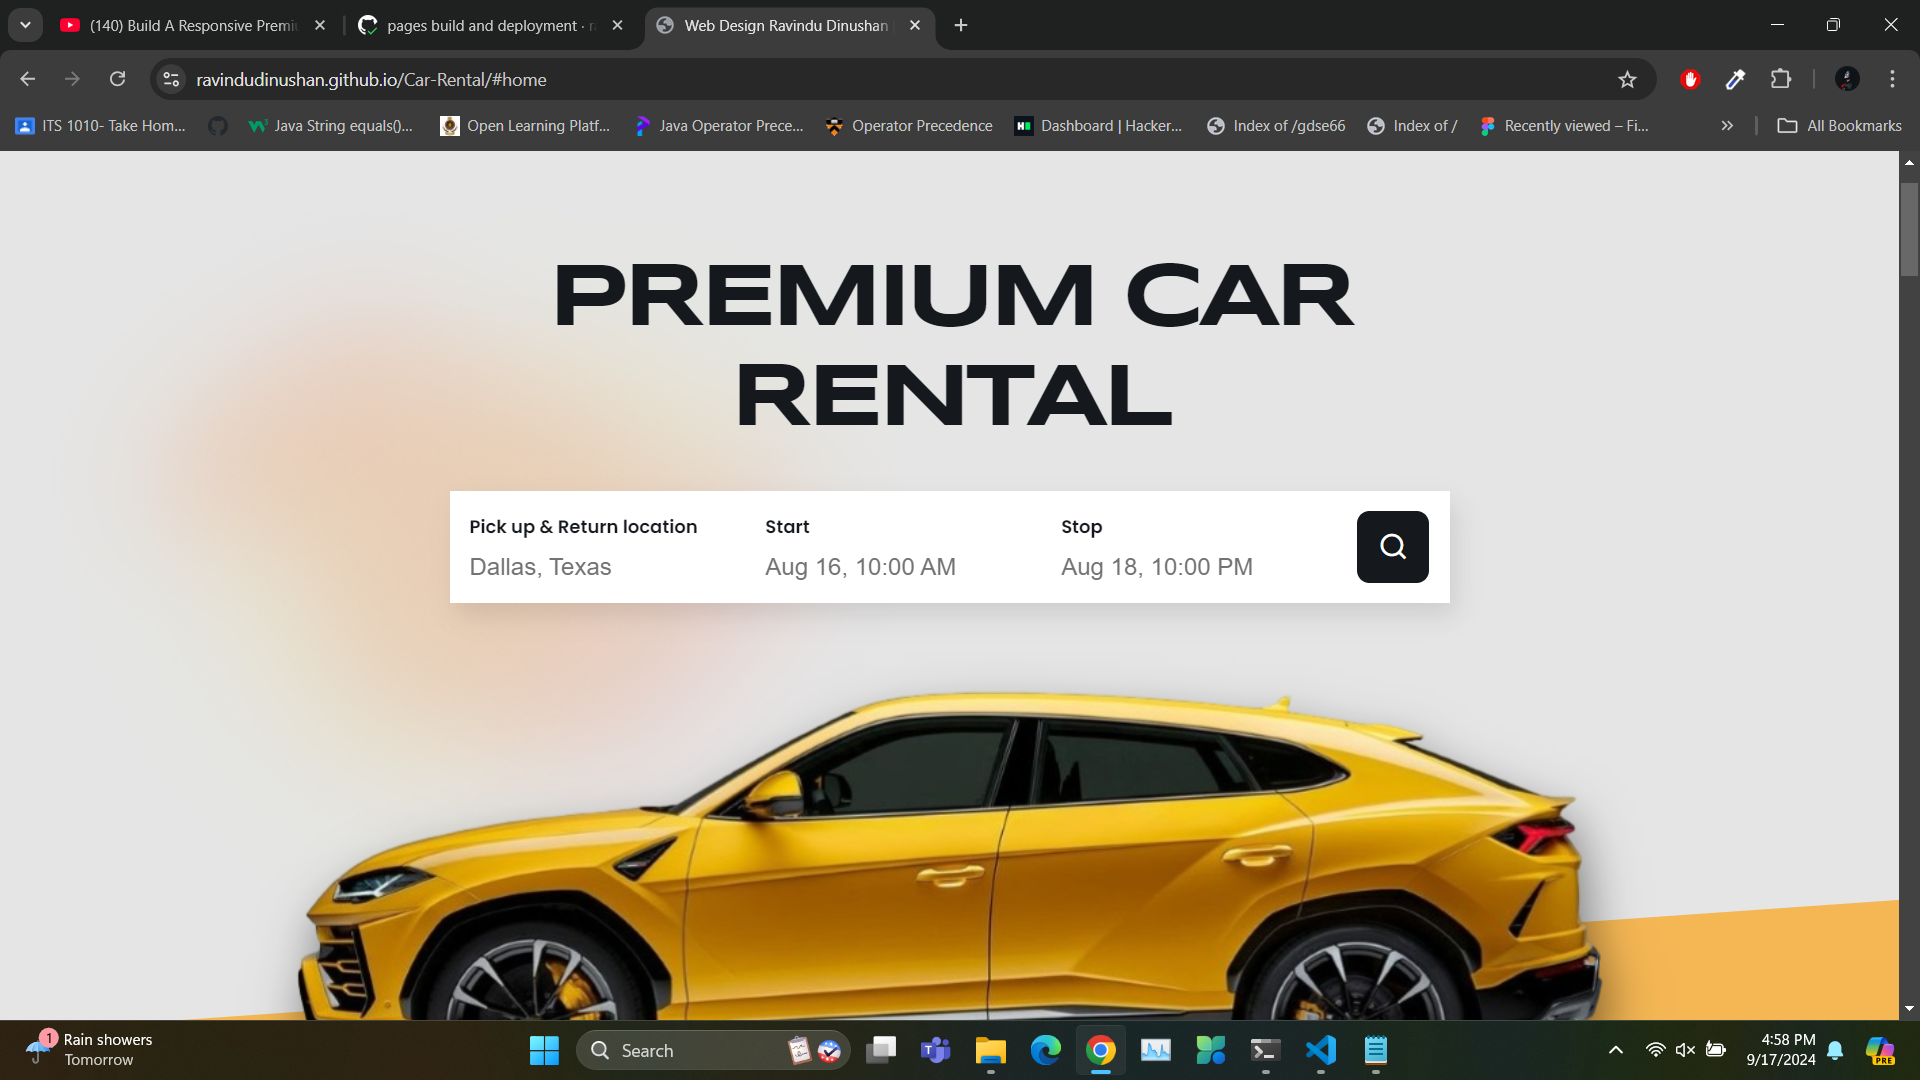 (140) Build A Responsive Premi
pages build and deployment · r
Web Design Ravindu Dinushan
ravindudinushan.github.io/Car-Rental/#home
ITS 1010- Take Hom...
Java String equals()...
Open Learning Platf...
Java Operator Prece...
Operator Precedence
Dashboard | Hacker...
Index of /gdse66
Index of /
Recently viewed – Fi...
All Bookmarks
PREMIUM CAR
RENTAL
Pick up & Return location
Start
Stop
Dallas, Texas
Aug 16, 10:00 AM
Aug 18, 10:00 PM
1
Rain showers
Tomorrow
Search
4:58 PM
9/17/2024
PRE